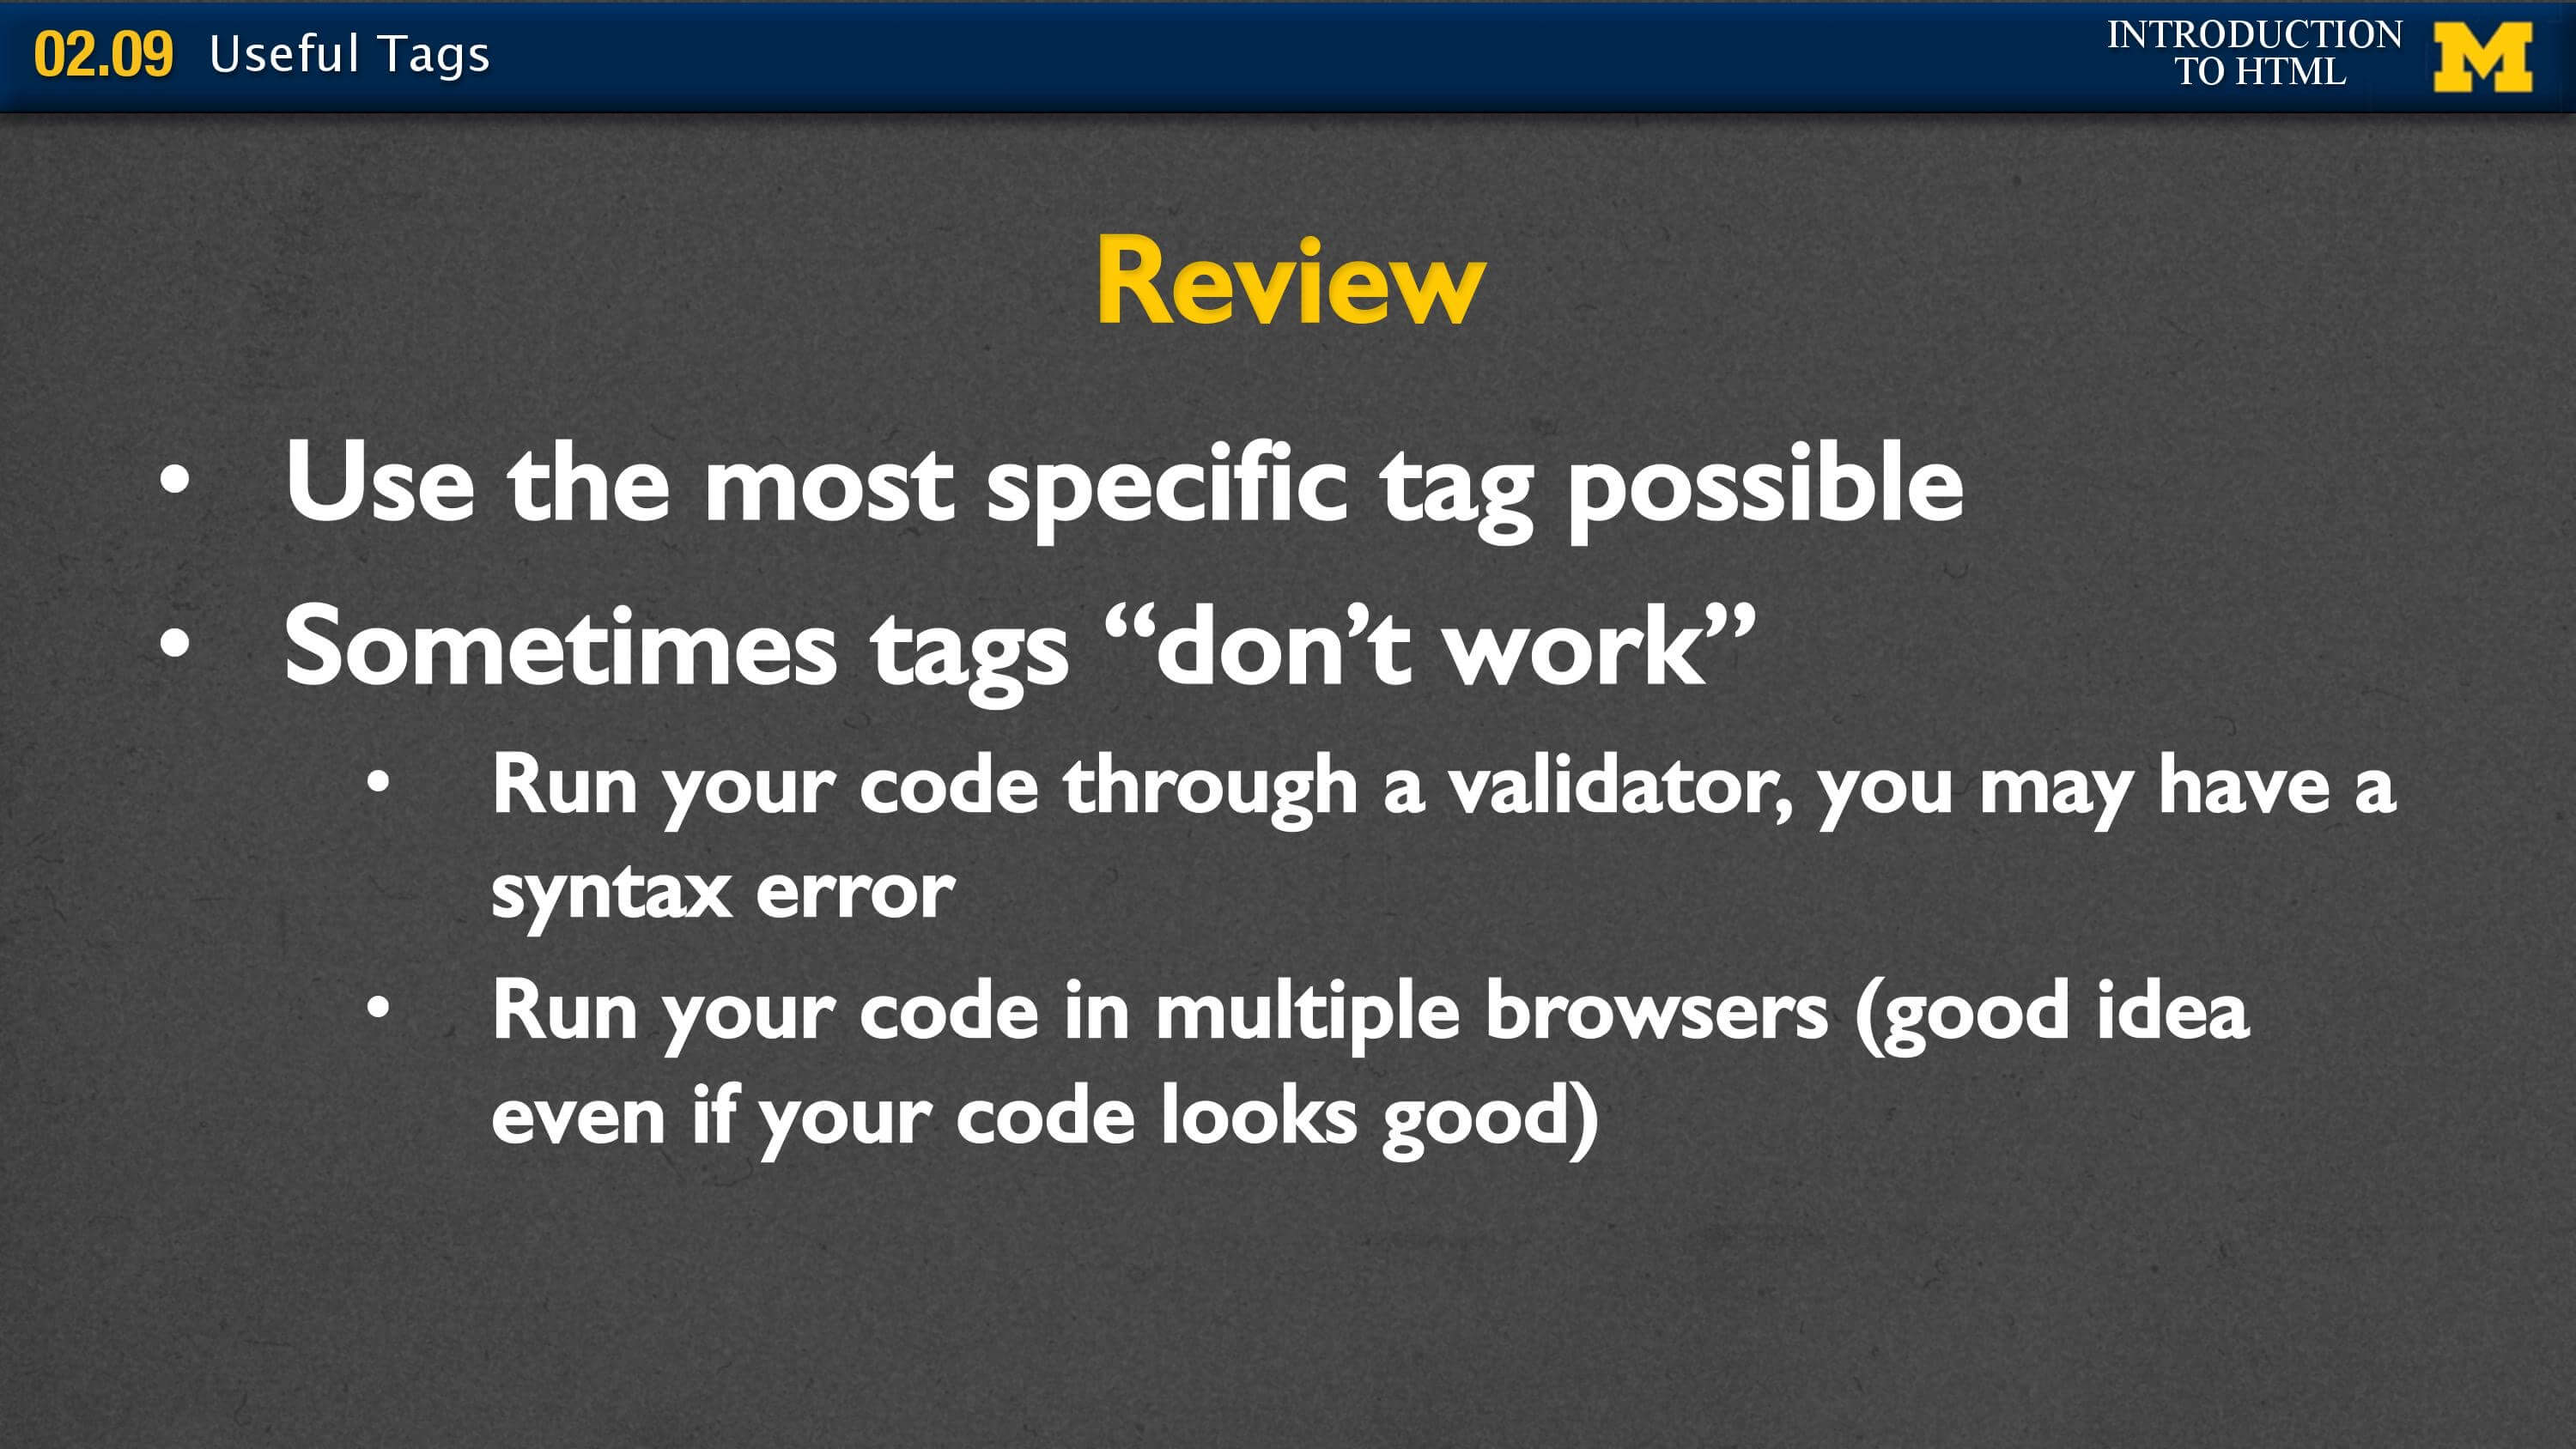 02.09 Useful Tags
INTRODUCTION
TO HTML
M
Review
• Use the most specific tag possible
• Sometimes tags “don’t work”
• Run your code through a validator, you may have a
syntax error
• Run your code in multiple browsers (good idea
even if your code looks good)